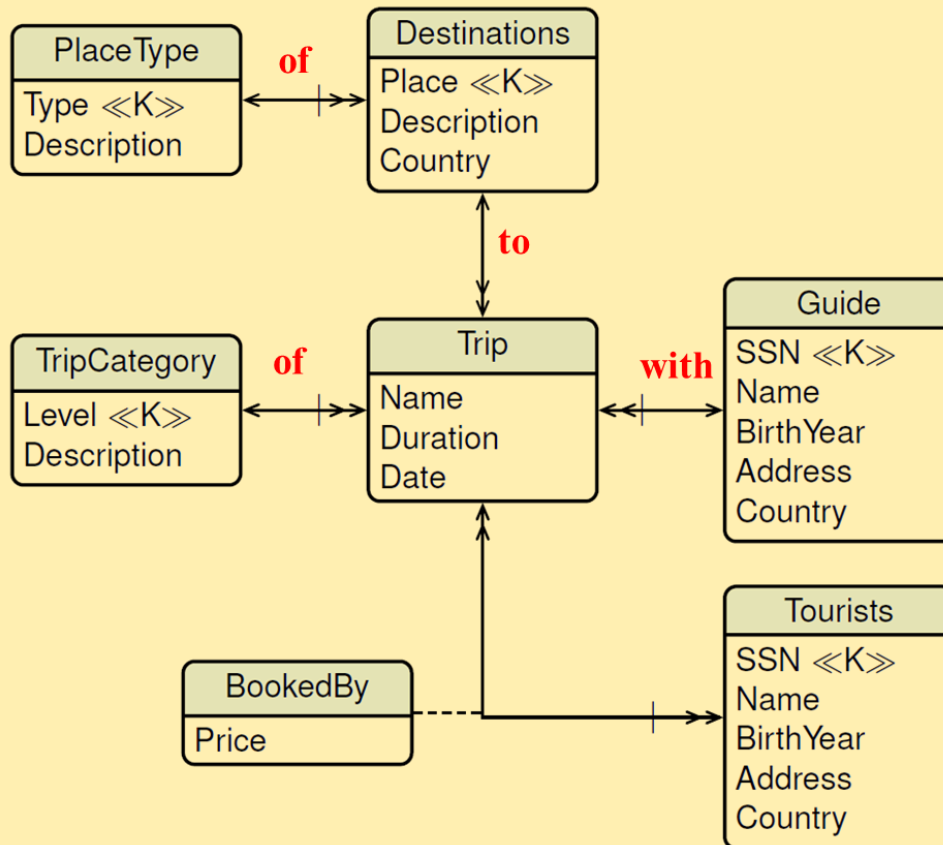 PlaceType
Type ≪K≫
Description
of
Destinations
Place ≪K≫
Description
Country
to
TripCategory
Level ≪K≫
Description
of
Trip
Name
Duration
Date
with
Guide
SSN ≪K≫
Name
BirthYear
Address
Country
BookedBy
Price
Tourists
SSN ≪K≫
Name
BirthYear
Address
Country